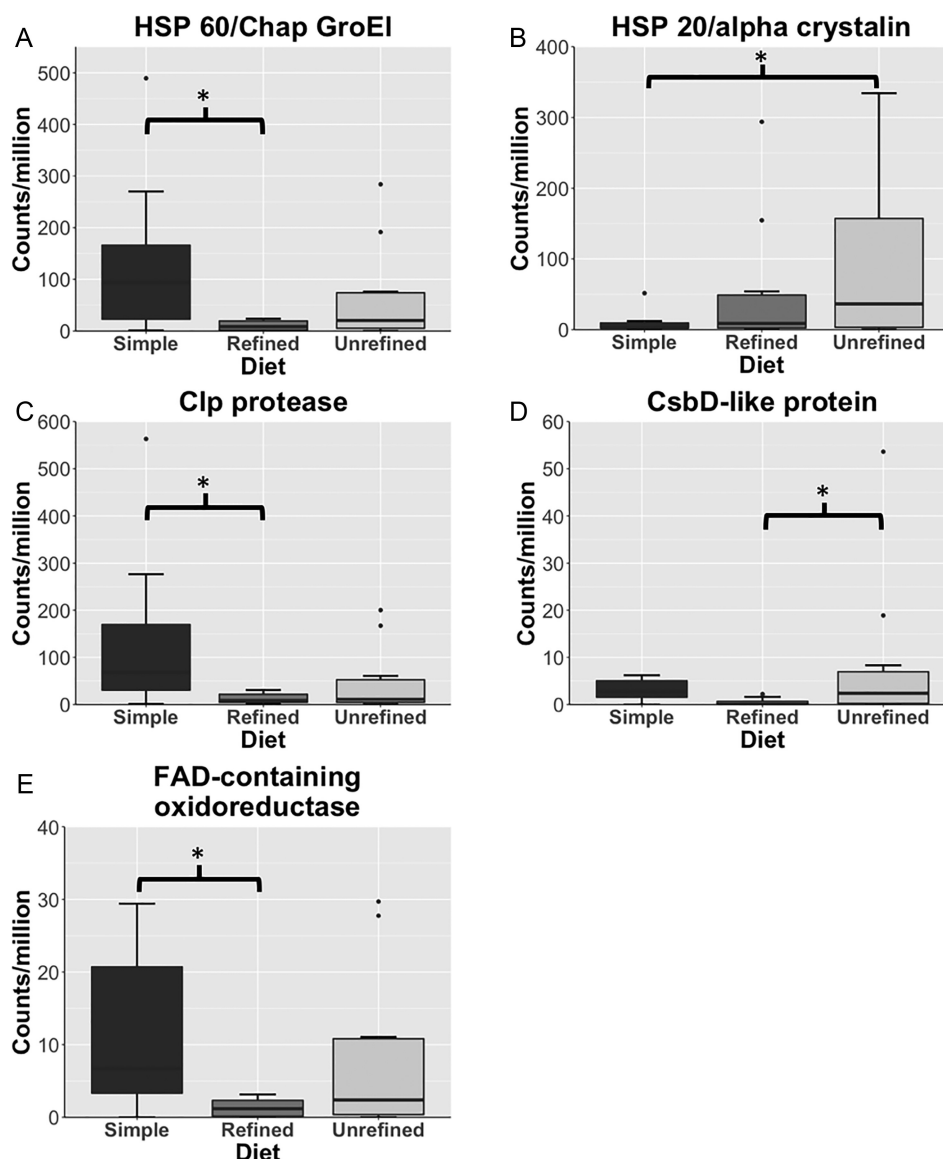 A
HSP 60/Chap GroEl
Counts/million
500
400
300
200
100
0
*
Simple
Refined
Unrefined
Diet
B
HSP 20/alpha crystalin
Counts/million
400
300
200
100
0
*
Simple
Refined
Unrefined
Diet
C
Clp protease
Counts/million
600
500
400
300
200
100
0
*
Simple
Refined
Unrefined
Diet
D
CsbD-like protein
Counts/million
60
50
40
30
20
10
0
*
Simple
Refined
Unrefined
Diet
E
FAD-containing
oxidoreductase
Counts/million
40
30
20
10
0
*
Simple
Refined
Unrefined
Diet